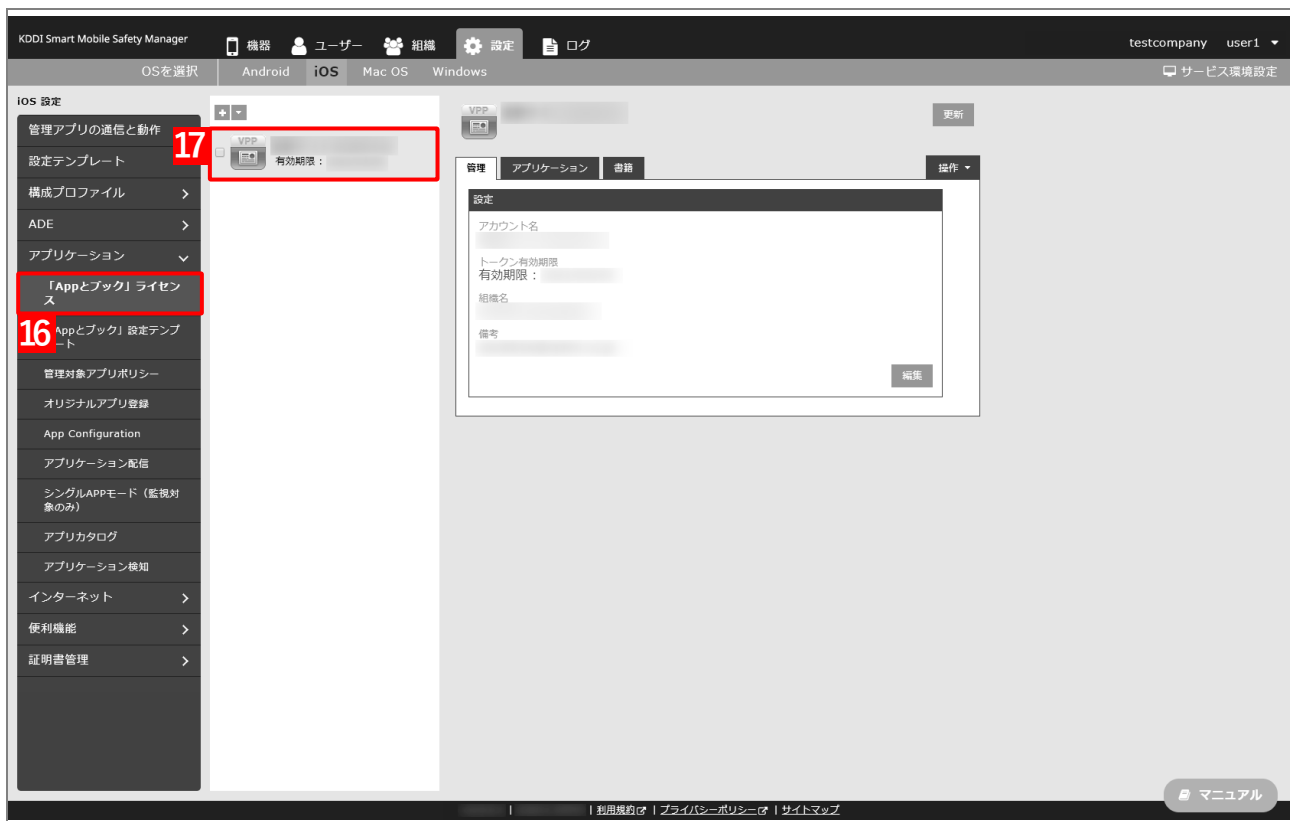 KDDI Smart Mobile Safety Manager
機器
ユーザー
組織
設定
ログ
testcompany user1
OSを選択
Android
iOS
Mac OS
Windows
サービス環境設定
iOS 設定
管理アプリの通信と動作
設定テンプレート
構成プロファイル
ADE
アプリケーション
「Appとブック」ライセン
ス
16
Appとブック」設定テンプ
ート
管理対象アプリポリシー
オリジナルアプリ登録
App Configuration
アプリケーション配信
シングルAPPモード（監視対
象のみ）
アプリカタログ
アプリケーション検知
インターネット
便利機能
証明書管理
17
VPP
有効期限：
VPP
更新
管理
アプリケーション
書籍
操作
設定
アカウント名
トークン有効期限
有効期限：
組織名
備考
編集
マニュアル
| | 利用規約 | プライバシーポリシー | サイトマップ